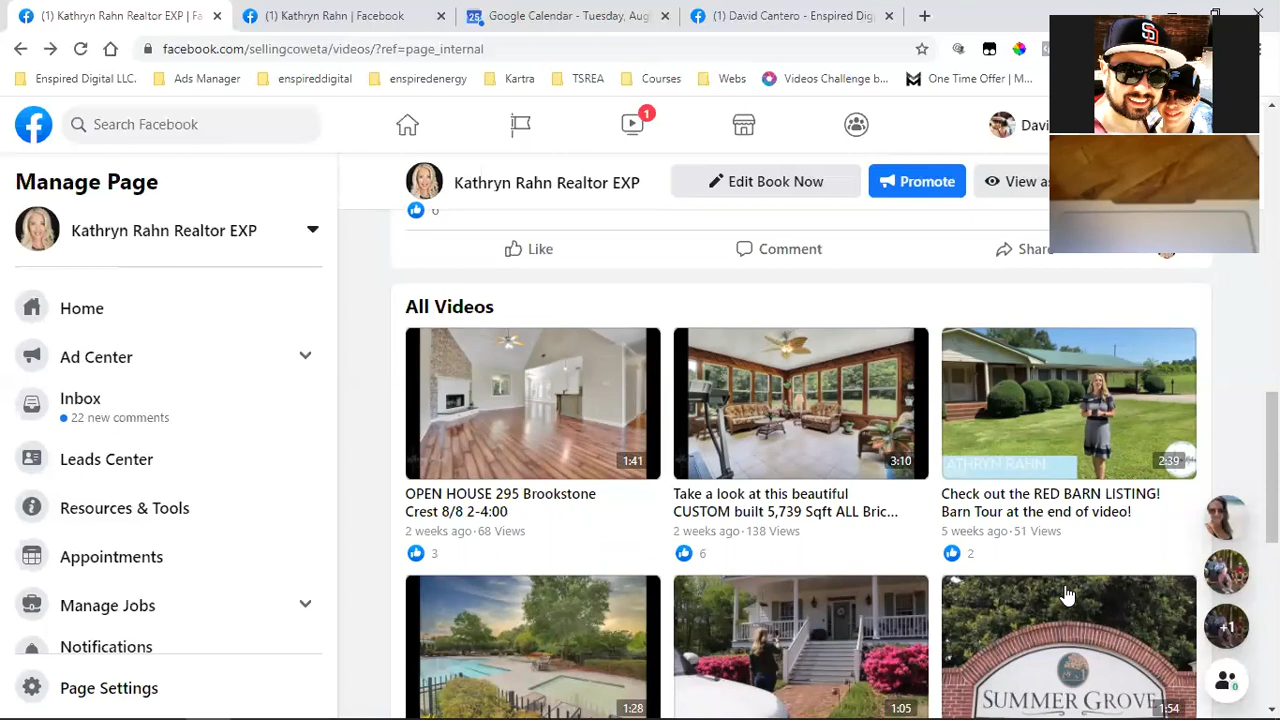 (1) Kathryn Rahn Realtor EXP | Fa
(1) Kathryn Rahn | Facebook
25
Google Calendar - Tuesday, Aug
(1) David Cantero - Enspired Dig
facebook.com/sellingcoweta/videos/?ref=page_internal
Enspired Digital LLC.
Ads Manager
enspireddigital
TSREA
Courses
Webs
Videos Challenge b...
One Time Offer | M...
Search Facebook
1
Davi
Manage Page
Kathryn Rahn Realtor EXP
Home
Ad Center
Inbox
22 new comments
Leads Center
Resources & Tools
Appointments
Manage Jobs
Notifications
Page Settings
Kathryn Rahn Realtor EXP
Edit Book Now
Promote
View as
6
Like
Comment
Share
All Videos
1:41
OPEN HOUSE 295 Brookstone
Crest 8/8 2-4:00
2 weeks ago · 68 Views
3
3:10
Take a look at this beautiful
CUSTOM built 5,739 Sqft ALL Bric...
2 weeks ago · 138 Views
6
ATHRYN RAHN
2:39
Check out the RED BARN LISTING!
Barn Tour at the end of video!
5 weeks ago · 51 Views
2
1:28
1:05
SUMMER GROVE
1:54
+1
0